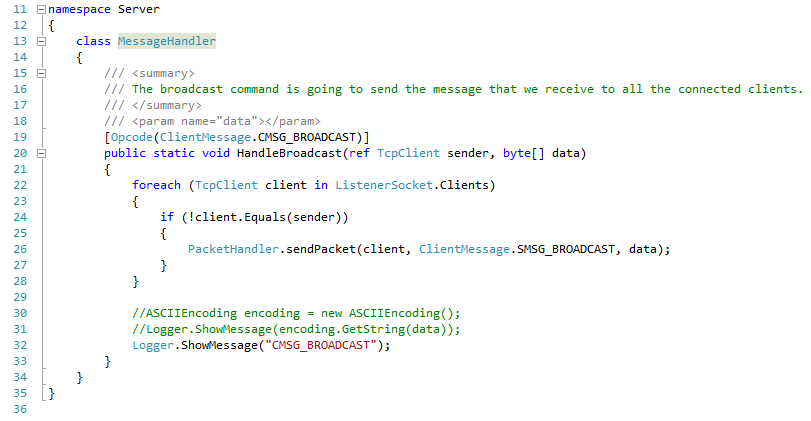 11 namespace Server
12 {
13     class MessageHandler
14     {
15         /// <summary>
16         /// The broadcast command is going to send the message that we receive to all the connected clients.
17         /// </summary>
18         /// <param name="data"></param>
19         [Opcode(ClientMessage.CMSG_BROADCAST)]
20         public static void HandleBroadcast(ref TcpClient sender, byte[] data)
21         {
22             foreach (TcpClient client in ListenerSocket.Clients)
23             {
24                 if (!client.Equals(sender))
25                 {
26                     PacketHandler.sendPacket(client, ClientMessage.SMSG_BROADCAST, data);
27                 }
28             }
29
30             //ASCIIEncoding encoding = new ASCIIEncoding();
31             //Logger.ShowMessage(encoding.GetString(data));
32             Logger.ShowMessage("CMSG_BROADCAST");
33         }
34     }
35 }
36